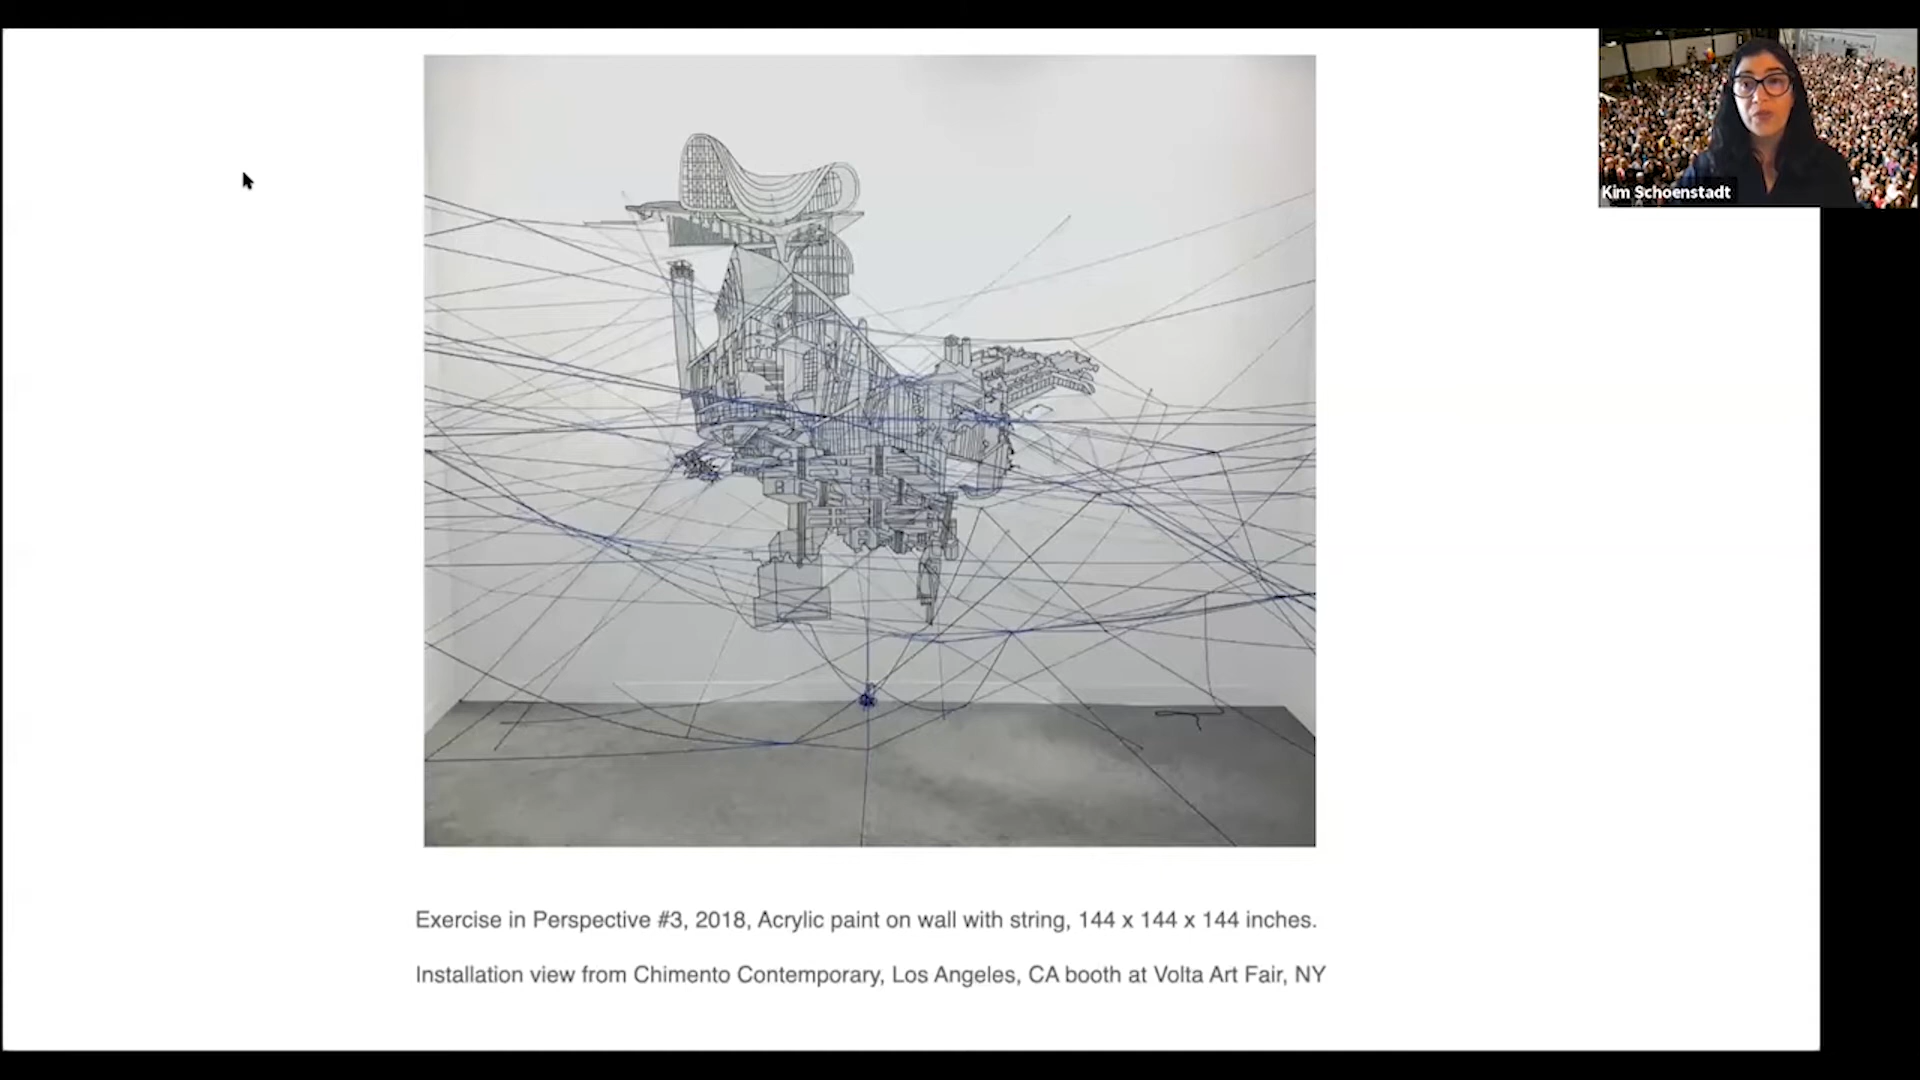 Kim Schoenstadt
Exercise in Perspective #3, 2018, Acrylic paint on wall with string, 144 x 144 x 144 inches.
Installation view from Chimento Contemporary, Los Angeles, CA booth at Volta Art Fair, NY